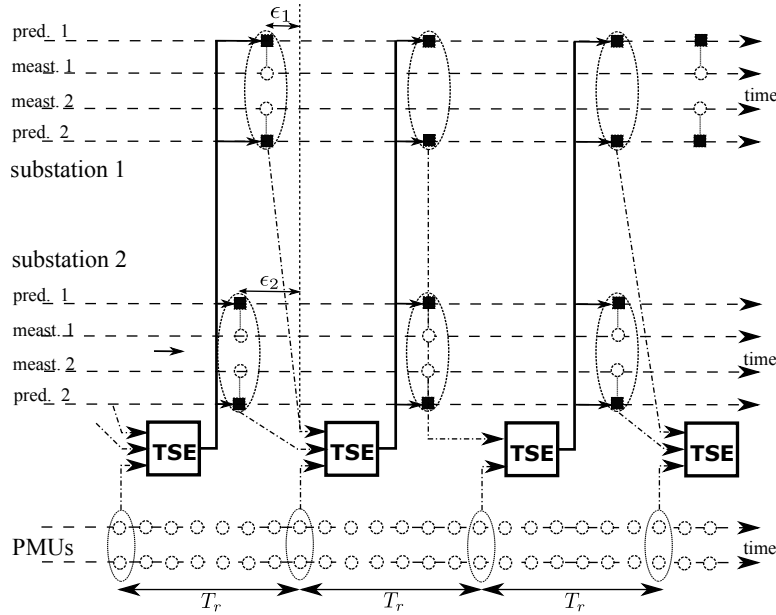 ϵ₁
pred. 1
meast. 1
meast. 2
time
pred. 2
substation 1
substation 2
ϵ₂
pred. 1
meast. 1
meast. 2
time
pred. 2
TSE TSE TSE TSE
PMUs
time
Tᵣ Tᵣ Tᵣ